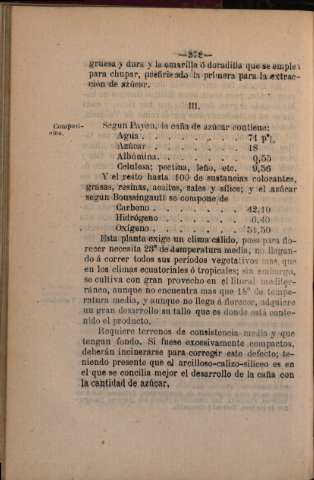 —372—
gruesa y dura y la amarilla ó doradilla que se emplea
para chupar, prefiriendo la primera para la extrac-
ción de azúcar.
III.
Composi-
cion.
Segun Payen, la caña de azúcar contiene:
Agua . . . . . . . . 71 p%
Azúcar . . . . . . . 18
Albúmina. . . . . . . 0,55
Celulosa; pectina, leño, etc. 9,56
Y el resto hasta 100 de sustancias colorantes,
grasas, resinas, aceites, sales y sílice; y el azúcar
segun Boussingault se compone de
Carbono . . . . . . . 42,10
Hidrógeno . . . . . . 6,40
Oxígeno . . . . . . . 51,50
Esta planta exige un clima cálido, pues para flo-
recer necesita 23° de temperatura media, no llegan-
do á correr todos sus períodos vegetativos mas que
en los climas ecuatoriales ó tropicales; sin embargo,
se cultiva con gran provecho en el litoral mediter-
ráneo, aunque no encuentra mas que 18° de tempe-
ratura media, y aunque no llega á florecer, adquiere
un gran desarrollo su tallo que es donde está conte-
nido el producto.
Requiere terrenos de consistencia media y que
tengan fondo. Si fuese excesivamente compactos,
deberán incinerarse para corregir este defecto; te-
niendo presente que el arcilloso-calizo-silíceo es en
el que se concilia mejor el desarrollo de la caña con
la cantidad de azúcar.